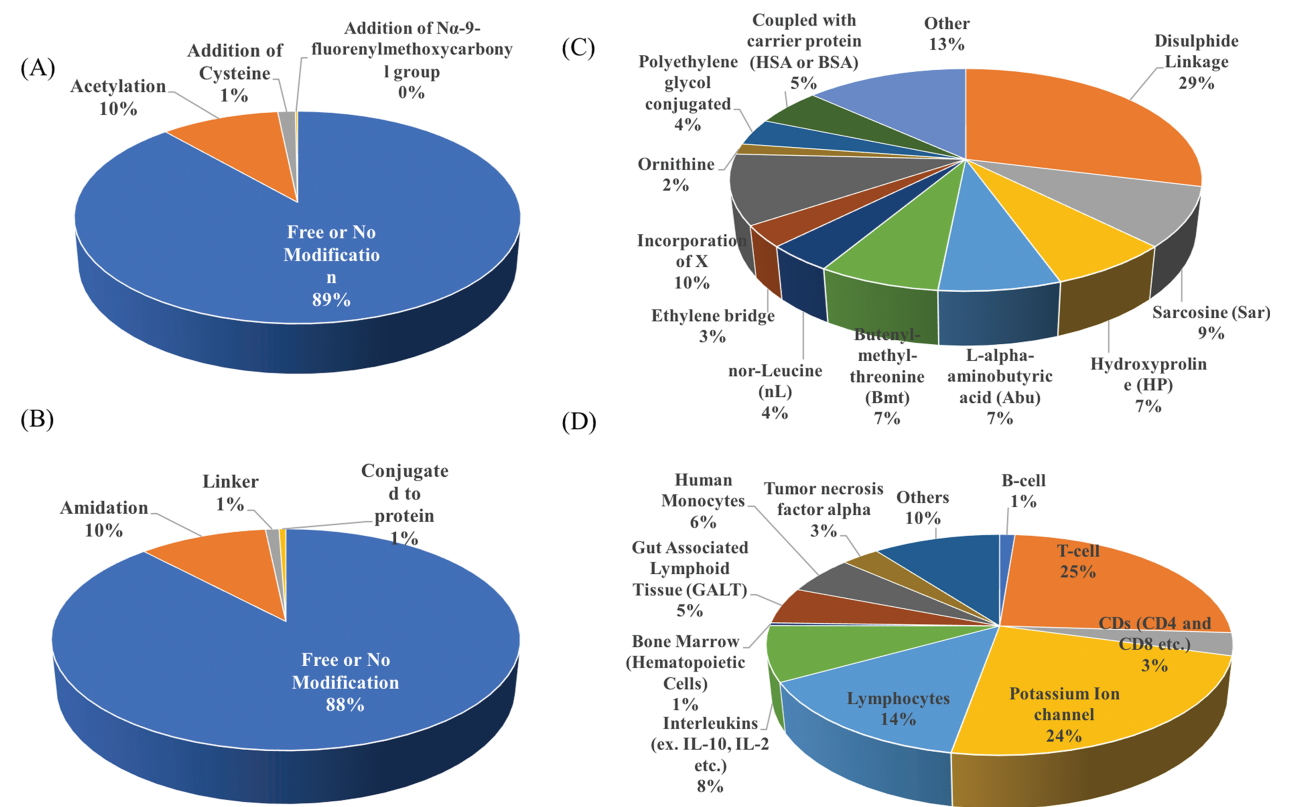 (A)
Addition of Nα-9-
fluorenylmethoxycarbony
l group
0%
Addition of
Cysteine
1%
Acetylation
10%
Free or No
Modificatio
n
89%
(B)
Conjugate
d to
protein
1%
Linker
1%
Amidation
10%
Free or No
Modification
88%
(C)
Coupled with
carrier protein
(HSA or BSA)
5%
Other
13%
Disulphide
Linkage
29%
Polyethylene
glycol
conjugated
4%
Ornithine
2%
Incorporation
of X
10%
Ethylene bridge
3%
nor-Leucine
(nL)
4%
Butenyl-
methyl-
threonine
(Bmt)
7%
L-alpha-
aminobutyric
acid (Abu)
7%
Hydroxyprolin
e (HP)
7%
Sarcosine (Sar)
9%
(D)
Human
Monocytes
6%
Tumor necrosis
factor alpha
3%
Others
10%
B-cell
1%
T-cell
25%
Gut Associated
Lymphoid
Tissue (GALT)
5%
CDs (CD4 and
CD8 etc.)
3%
Bone Marrow
(Hematopoietic
Cells)
1%
Interleukins
(ex. IL-10, IL-2
etc.)
8%
Lymphocytes
14%
Potassium Ion
channel
24%